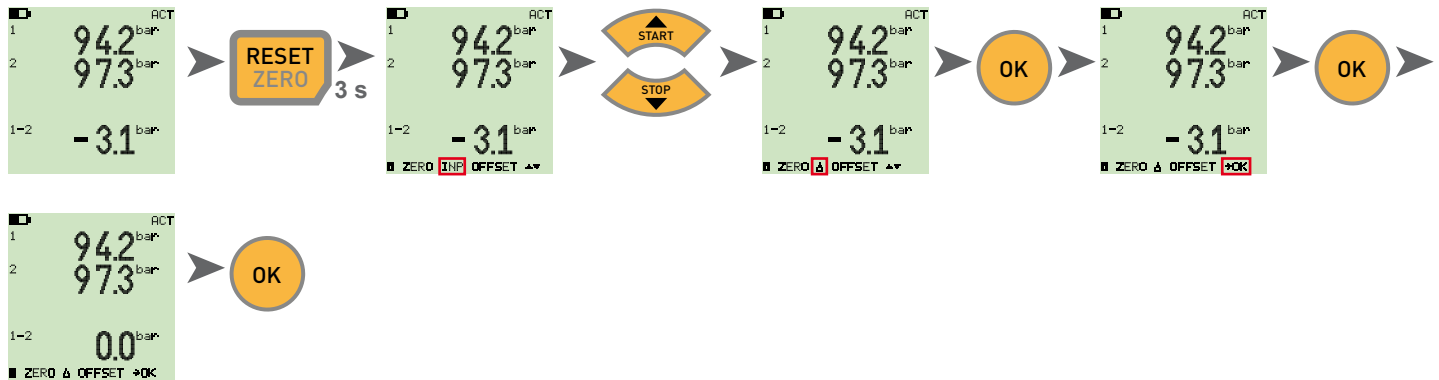 ACT
1 94.2 bar
2 97.3 bar
1-2 - 3.1 bar
RESET
ZERO
3 s
ACT
1 94.2 bar
2 97.3 bar
1-2 - 3.1 bar
ZERO INP OFFSET ▲▼
START
STOP
ACT
1 94.2 bar
2 97.3 bar
1-2 - 3.1 bar
ZERO Δ OFFSET ▲▼
OK
ACT
1 94.2 bar
2 97.3 bar
1-2 - 3.1 bar
ZERO Δ OFFSET →OK
OK
ACT
1 94.2 bar
2 97.3 bar
1-2 0.0 bar
ZERO Δ OFFSET →OK
OK